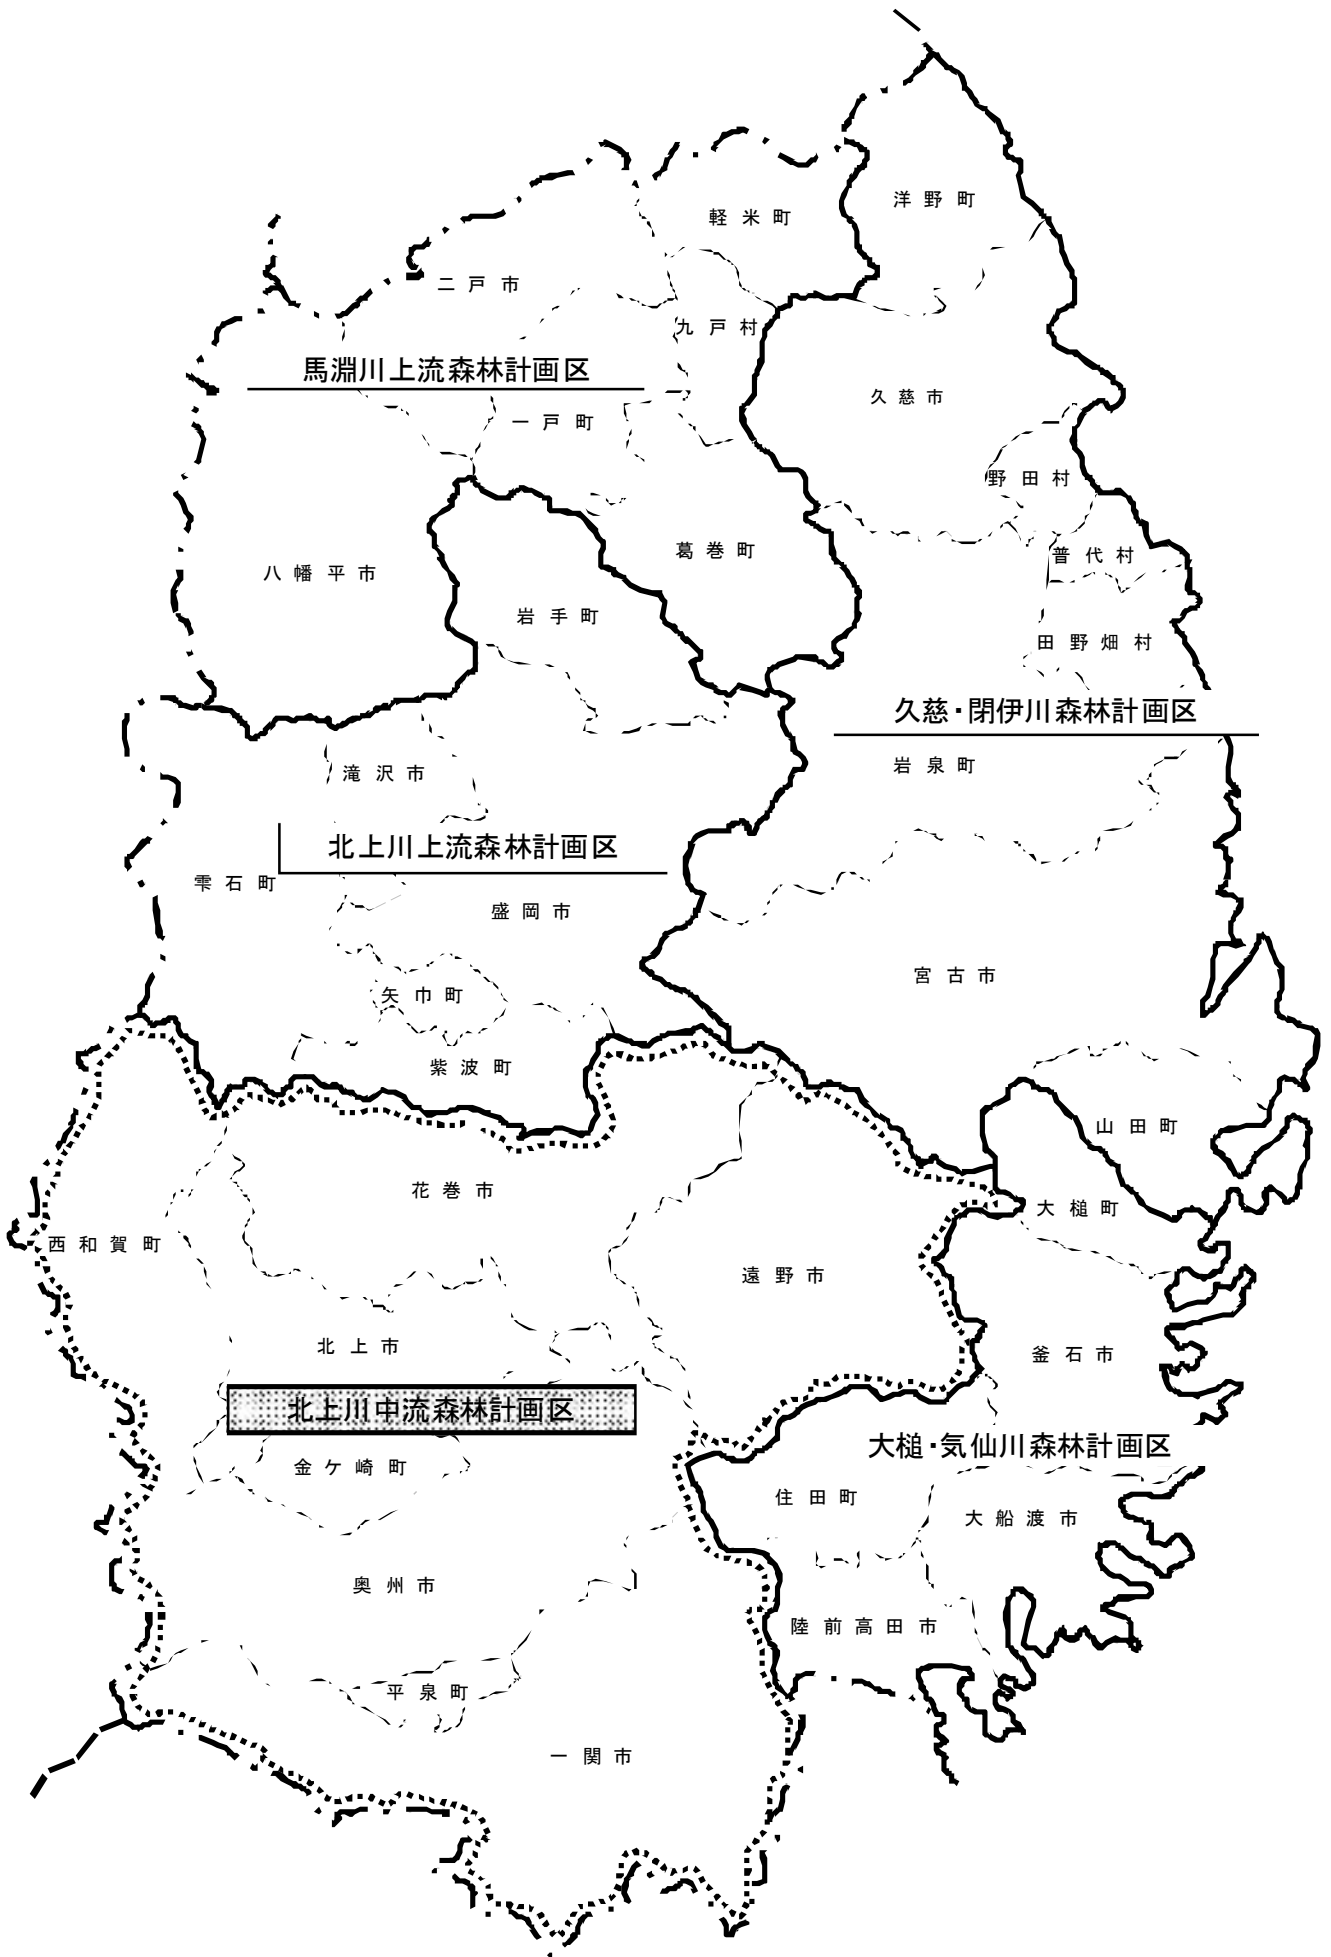 洋野町
軽米町
二戸市
九戸村
馬淵川上流森林計画区
久慈市
一戸町
野田村
葛巻町
普代村
八幡平市
岩手町
田野畑村
久慈・閉伊川森林計画区
岩泉町
滝沢市
北上川上流森林計画区
雫石町
盛岡市
宮古市
矢巾町
紫波町
山田町
花巻市
大槌町
西和賀町
遠野市
北上市
釜石市
北上川中流森林計画区
大槌・気仙川森林計画区
金ケ崎町
住田町
大船渡市
奥州市
陸前高田市
平泉町
一関市